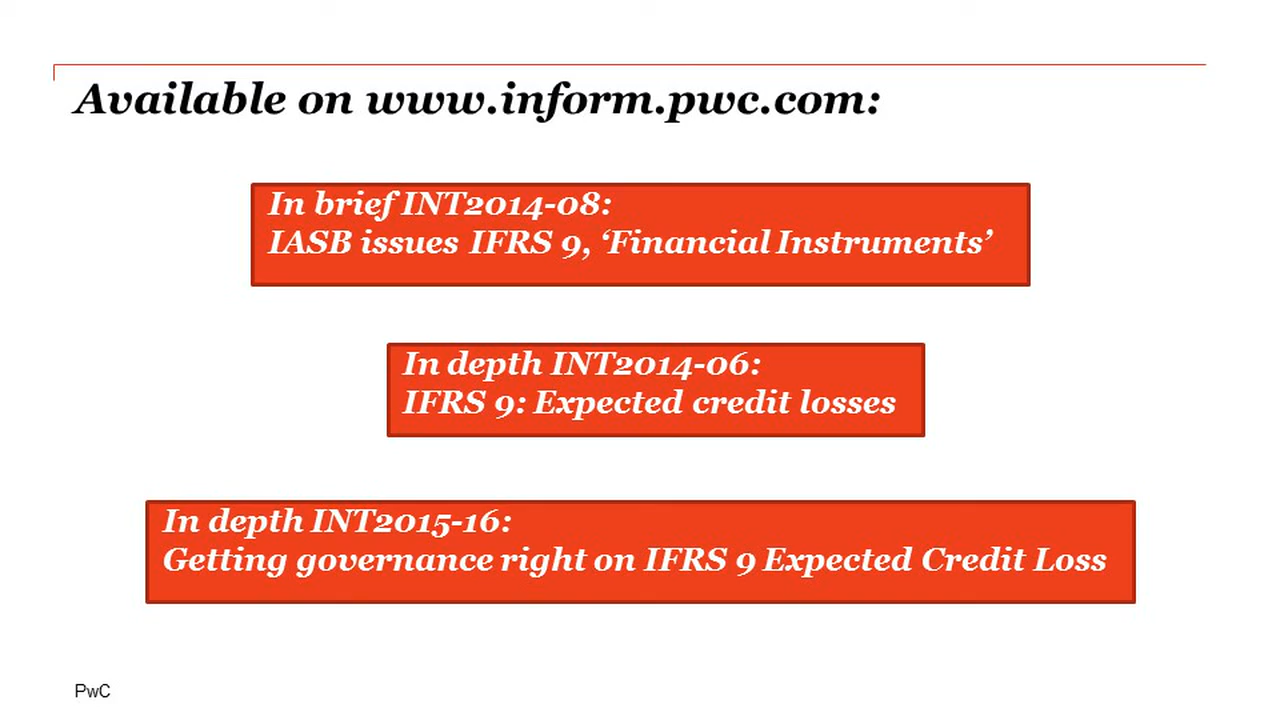 Available on www.inform.pwc.com:
In brief INT2014-08:
IASB issues IFRS 9, ‘Financial Instruments’
In depth INT2014-06:
IFRS 9: Expected credit losses
In depth INT2015-16:
Getting governance right on IFRS 9 Expected Credit Loss
PwC